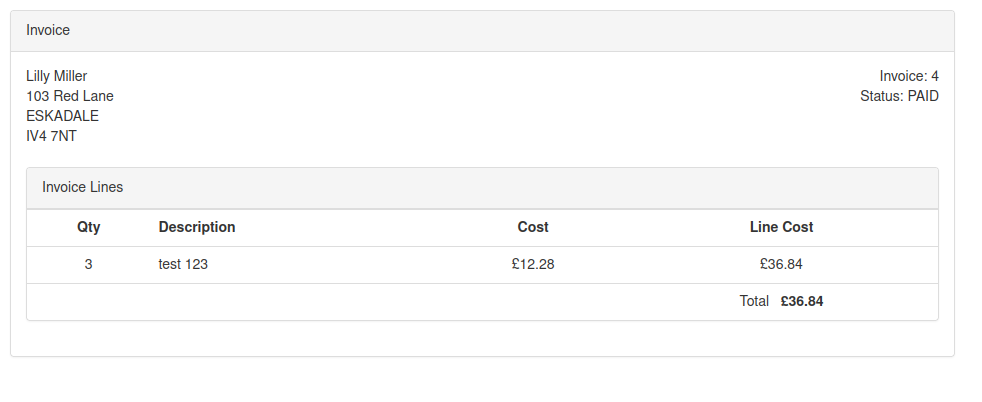 Invoice
Lilly Miller
103 Red Lane
ESKADALE
IV4 7NT
Invoice: 4
Status: PAID
Invoice Lines
Qty Description Cost Line Cost
3 test 123 £12.28 £36.84
Total £36.84